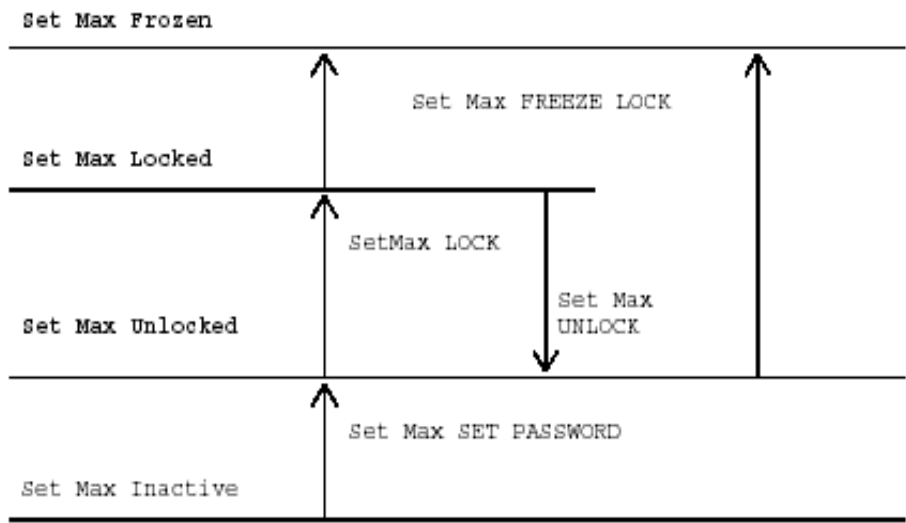 Set Max Frozen
Set Max FREEZE LOCK
Set Max Locked
SetMax LOCK
Set Max
UNLOCK
Set Max Unlocked
Set Max SET PASSWORD
Set Max Inactive